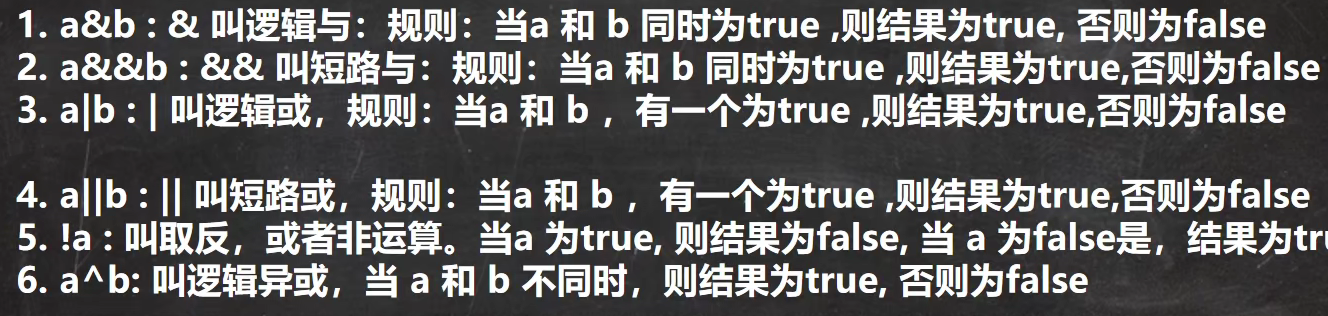 1. a&b : & 叫逻辑与：规则：当a 和 b 同时为true ,则结果为true, 否则为false
2. a&&b : && 叫短路与：规则：当a 和 b 同时为true ,则结果为true,否则为false
3. a|b : | 叫逻辑或，规则：当a 和 b ，有一个为true ,则结果为true,否则为false
4. a||b : || 叫短路或，规则：当a 和 b ，有一个为true ,则结果为true,否则为false
5. !a : 叫取反，或者非运算。当a 为true, 则结果为false, 当 a 为false是，结果为tru
6. a^b: 叫逻辑异或，当 a 和 b 不同时，则结果为true, 否则为false